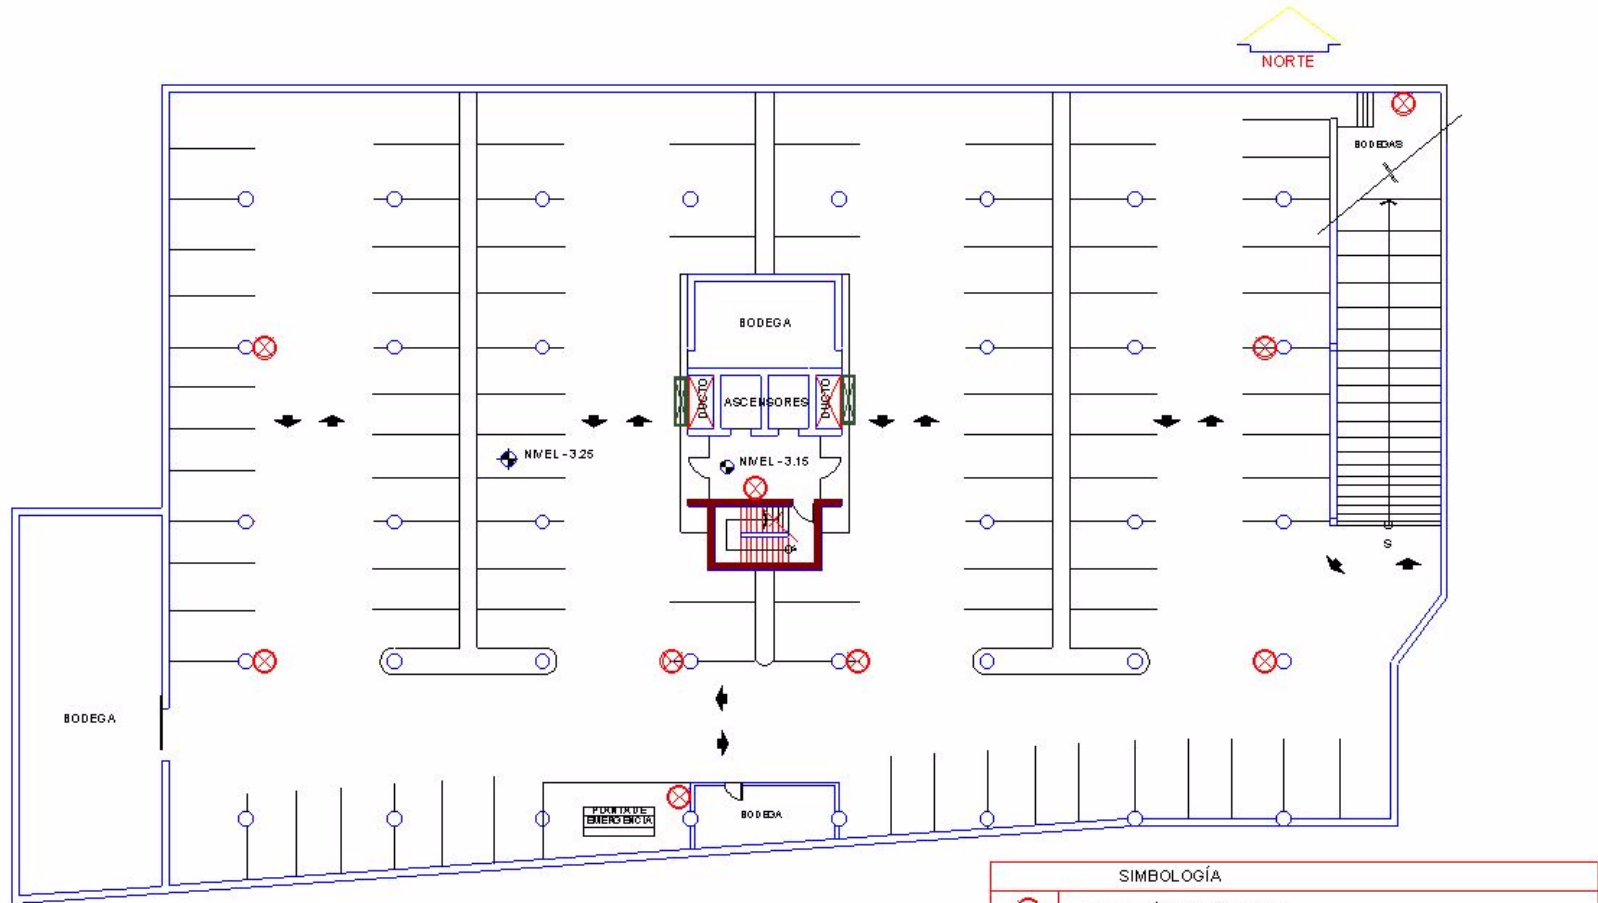 NORTE
BODEGAS
BODEGA
DUCTO
ASCENSORES
DUCTO
NIVEL - 3.25
NIVEL - 3.15
S
BODEGA
PLANTA DE
EMERGENCIA
BODEGA
SIMBOLOGÍA